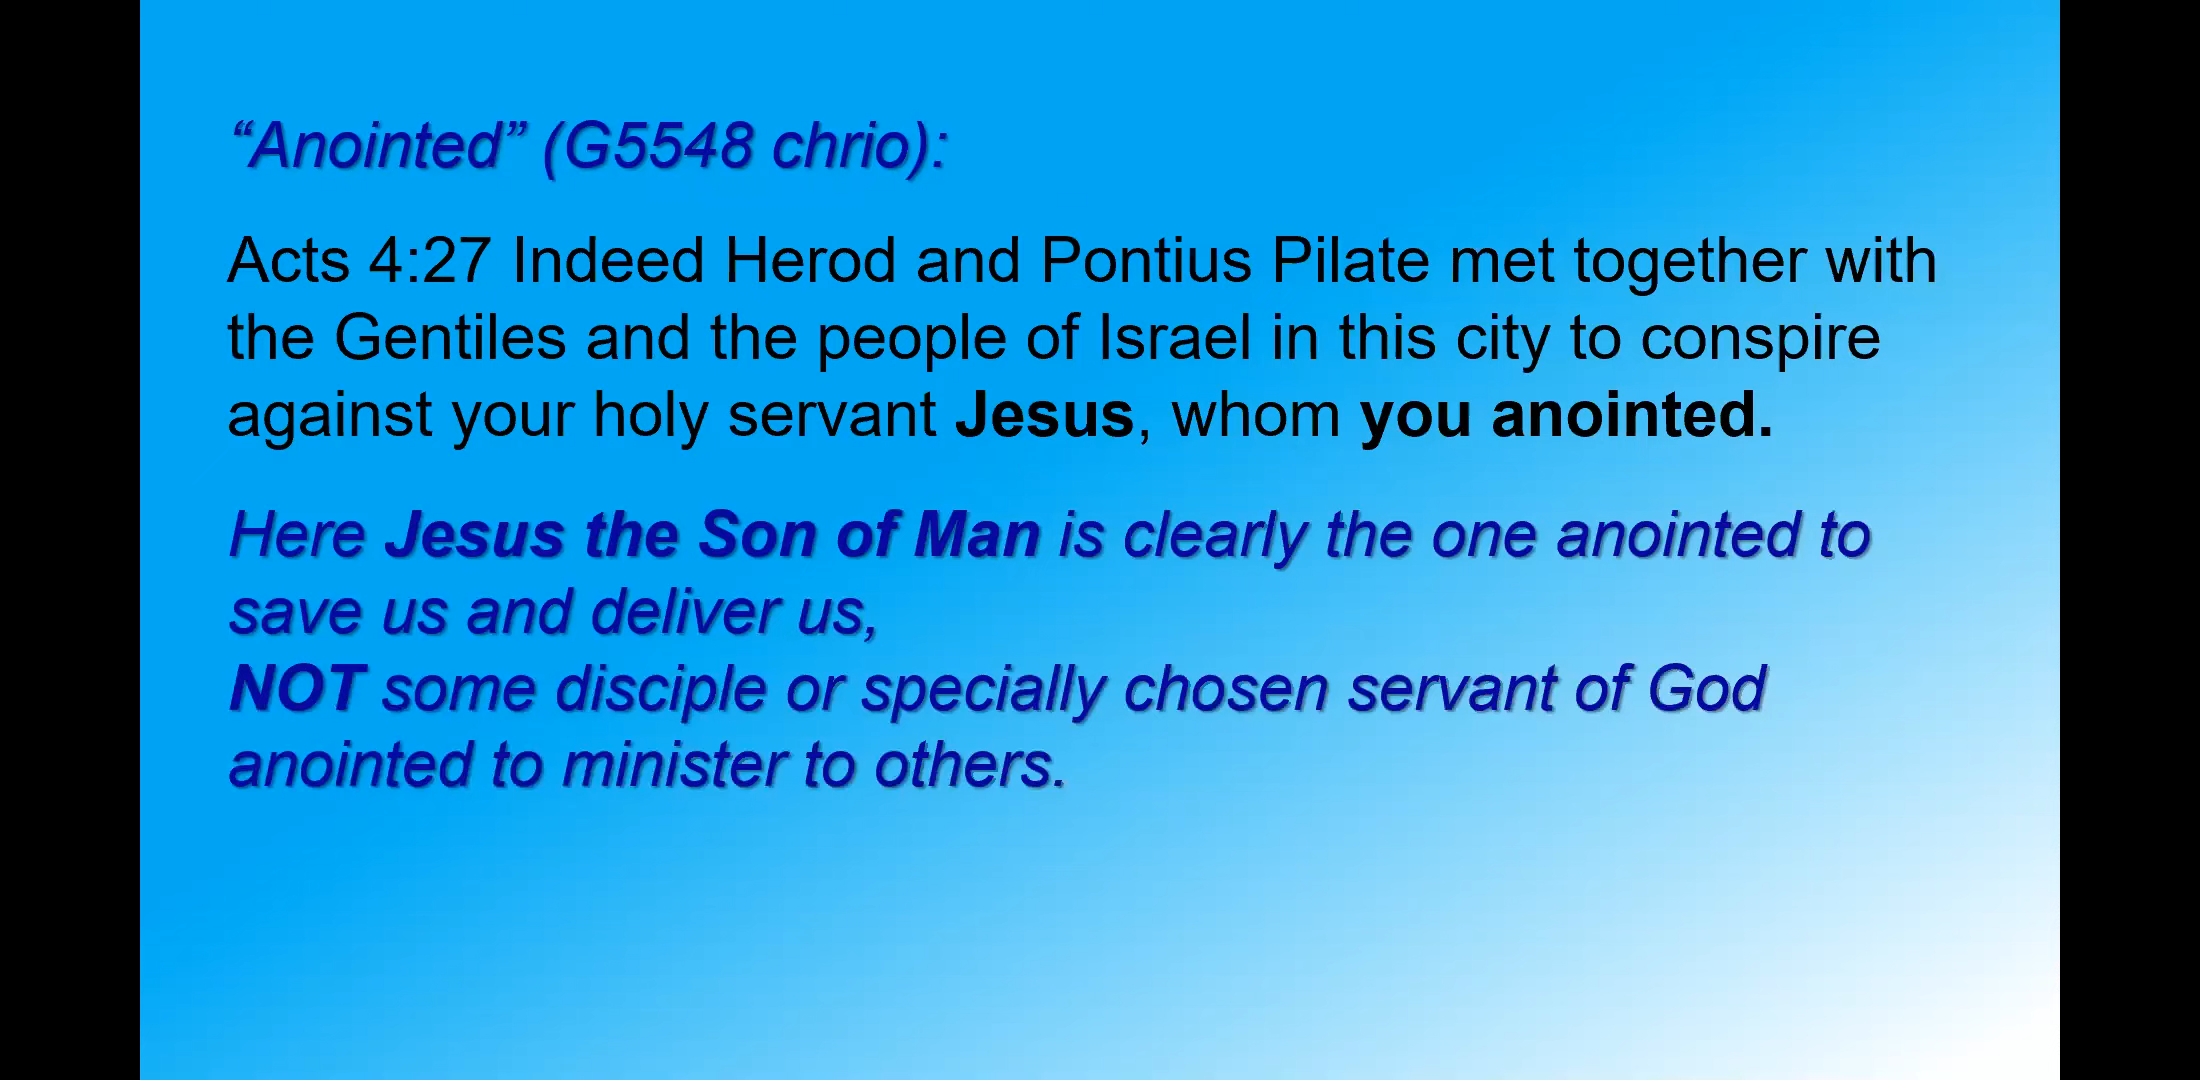 “Anointed” (G5548 chrio):
Acts 4:27 Indeed Herod and Pontius Pilate met together with
the Gentiles and the people of Israel in this city to conspire
against your holy servant Jesus, whom you anointed.
Here Jesus the Son of Man is clearly the one anointed to
save us and deliver us,
NOT some disciple or specially chosen servant of God
anointed to minister to others.